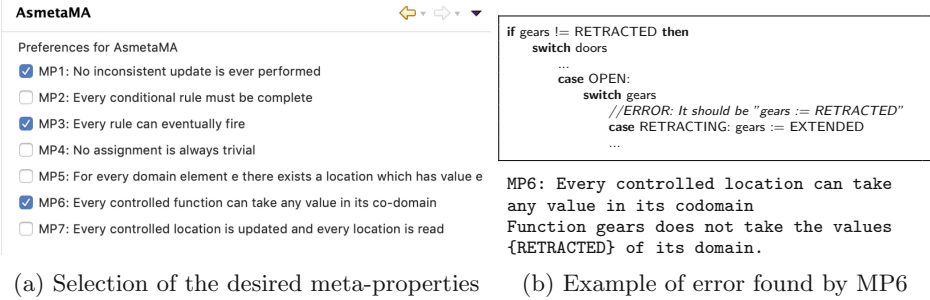 AsmetaMA
Preferences for AsmetaMA
MP1: No inconsistent update is ever performed
MP2: Every conditional rule must be complete
MP3: Every rule can eventually fire
MP4: No assignment is always trivial
MP5: For every domain element e there exists a location which has value e
MP6: Every controlled function can take any value in its co-domain
MP7: Every controlled location is updated and every location is read
(a) Selection of the desired meta-properties
if gears != RETRACTED then
switch doors
...
case OPEN:
switch gears
//ERROR: It should be "gears := RETRACTED"
case RETRACTING: gears := EXTENDED
...
MP6: Every controlled location can take
any value in its codomain
Function gears does not take the values
{RETRACTED} of its domain.
(b) Example of error found by MP6